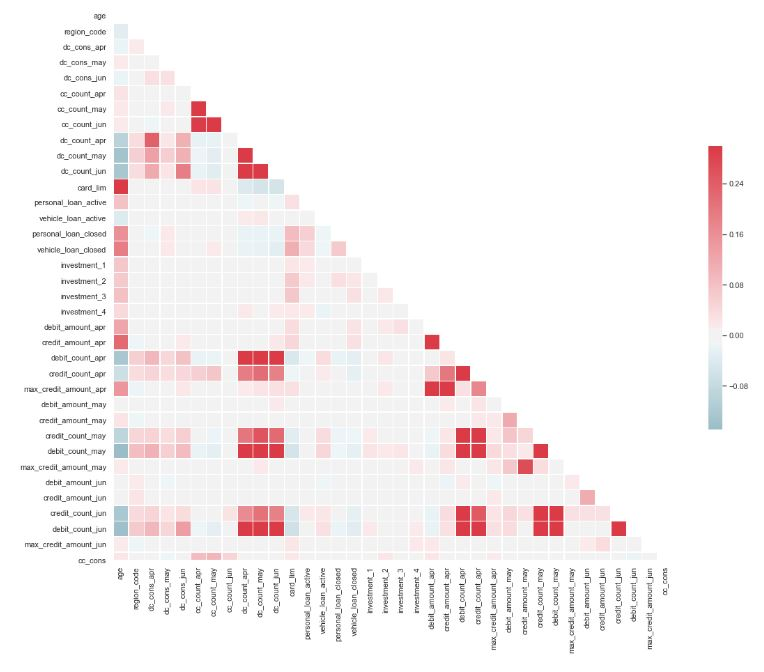 age
region_code
dc_cons_apr
dc_cons_may
dc_cons_jun
cc_count_apr
cc_count_may
cc_count_jun
dc_count_apr
dc_count_may
dc_count_jun
card_lim
personal_loan_active
vehicle_loan_active
personal_loan_closed
vehicle_loan_closed
investment_1
investment_2
investment_3
investment_4
debit_amount_apr
credit_amount_apr
debit_count_apr
credit_count_apr
max_credit_amount_apr
debit_amount_may
credit_amount_may
credit_count_may
debit_count_may
max_credit_amount_may
debit_amount_jun
credit_amount_jun
credit_count_jun
debit_count_jun
max_credit_amount_jun
cc_cons
age
region_code
dc_cons_apr
dc_cons_may
dc_cons_jun
cc_count_apr
cc_count_may
cc_count_jun
dc_count_apr
dc_count_may
dc_count_jun
card_lim
personal_loan_active
vehicle_loan_active
personal_loan_closed
vehicle_loan_closed
investment_1
investment_2
investment_3
investment_4
debit_amount_apr
credit_amount_apr
debit_count_apr
credit_count_apr
max_credit_amount_apr
debit_amount_may
credit_amount_may
credit_count_may
debit_count_may
max_credit_amount_may
debit_amount_jun
credit_amount_jun
credit_count_jun
debit_count_jun
max_credit_amount_jun
cc_cons
0.24
0.16
0.08
0.00
−0.08